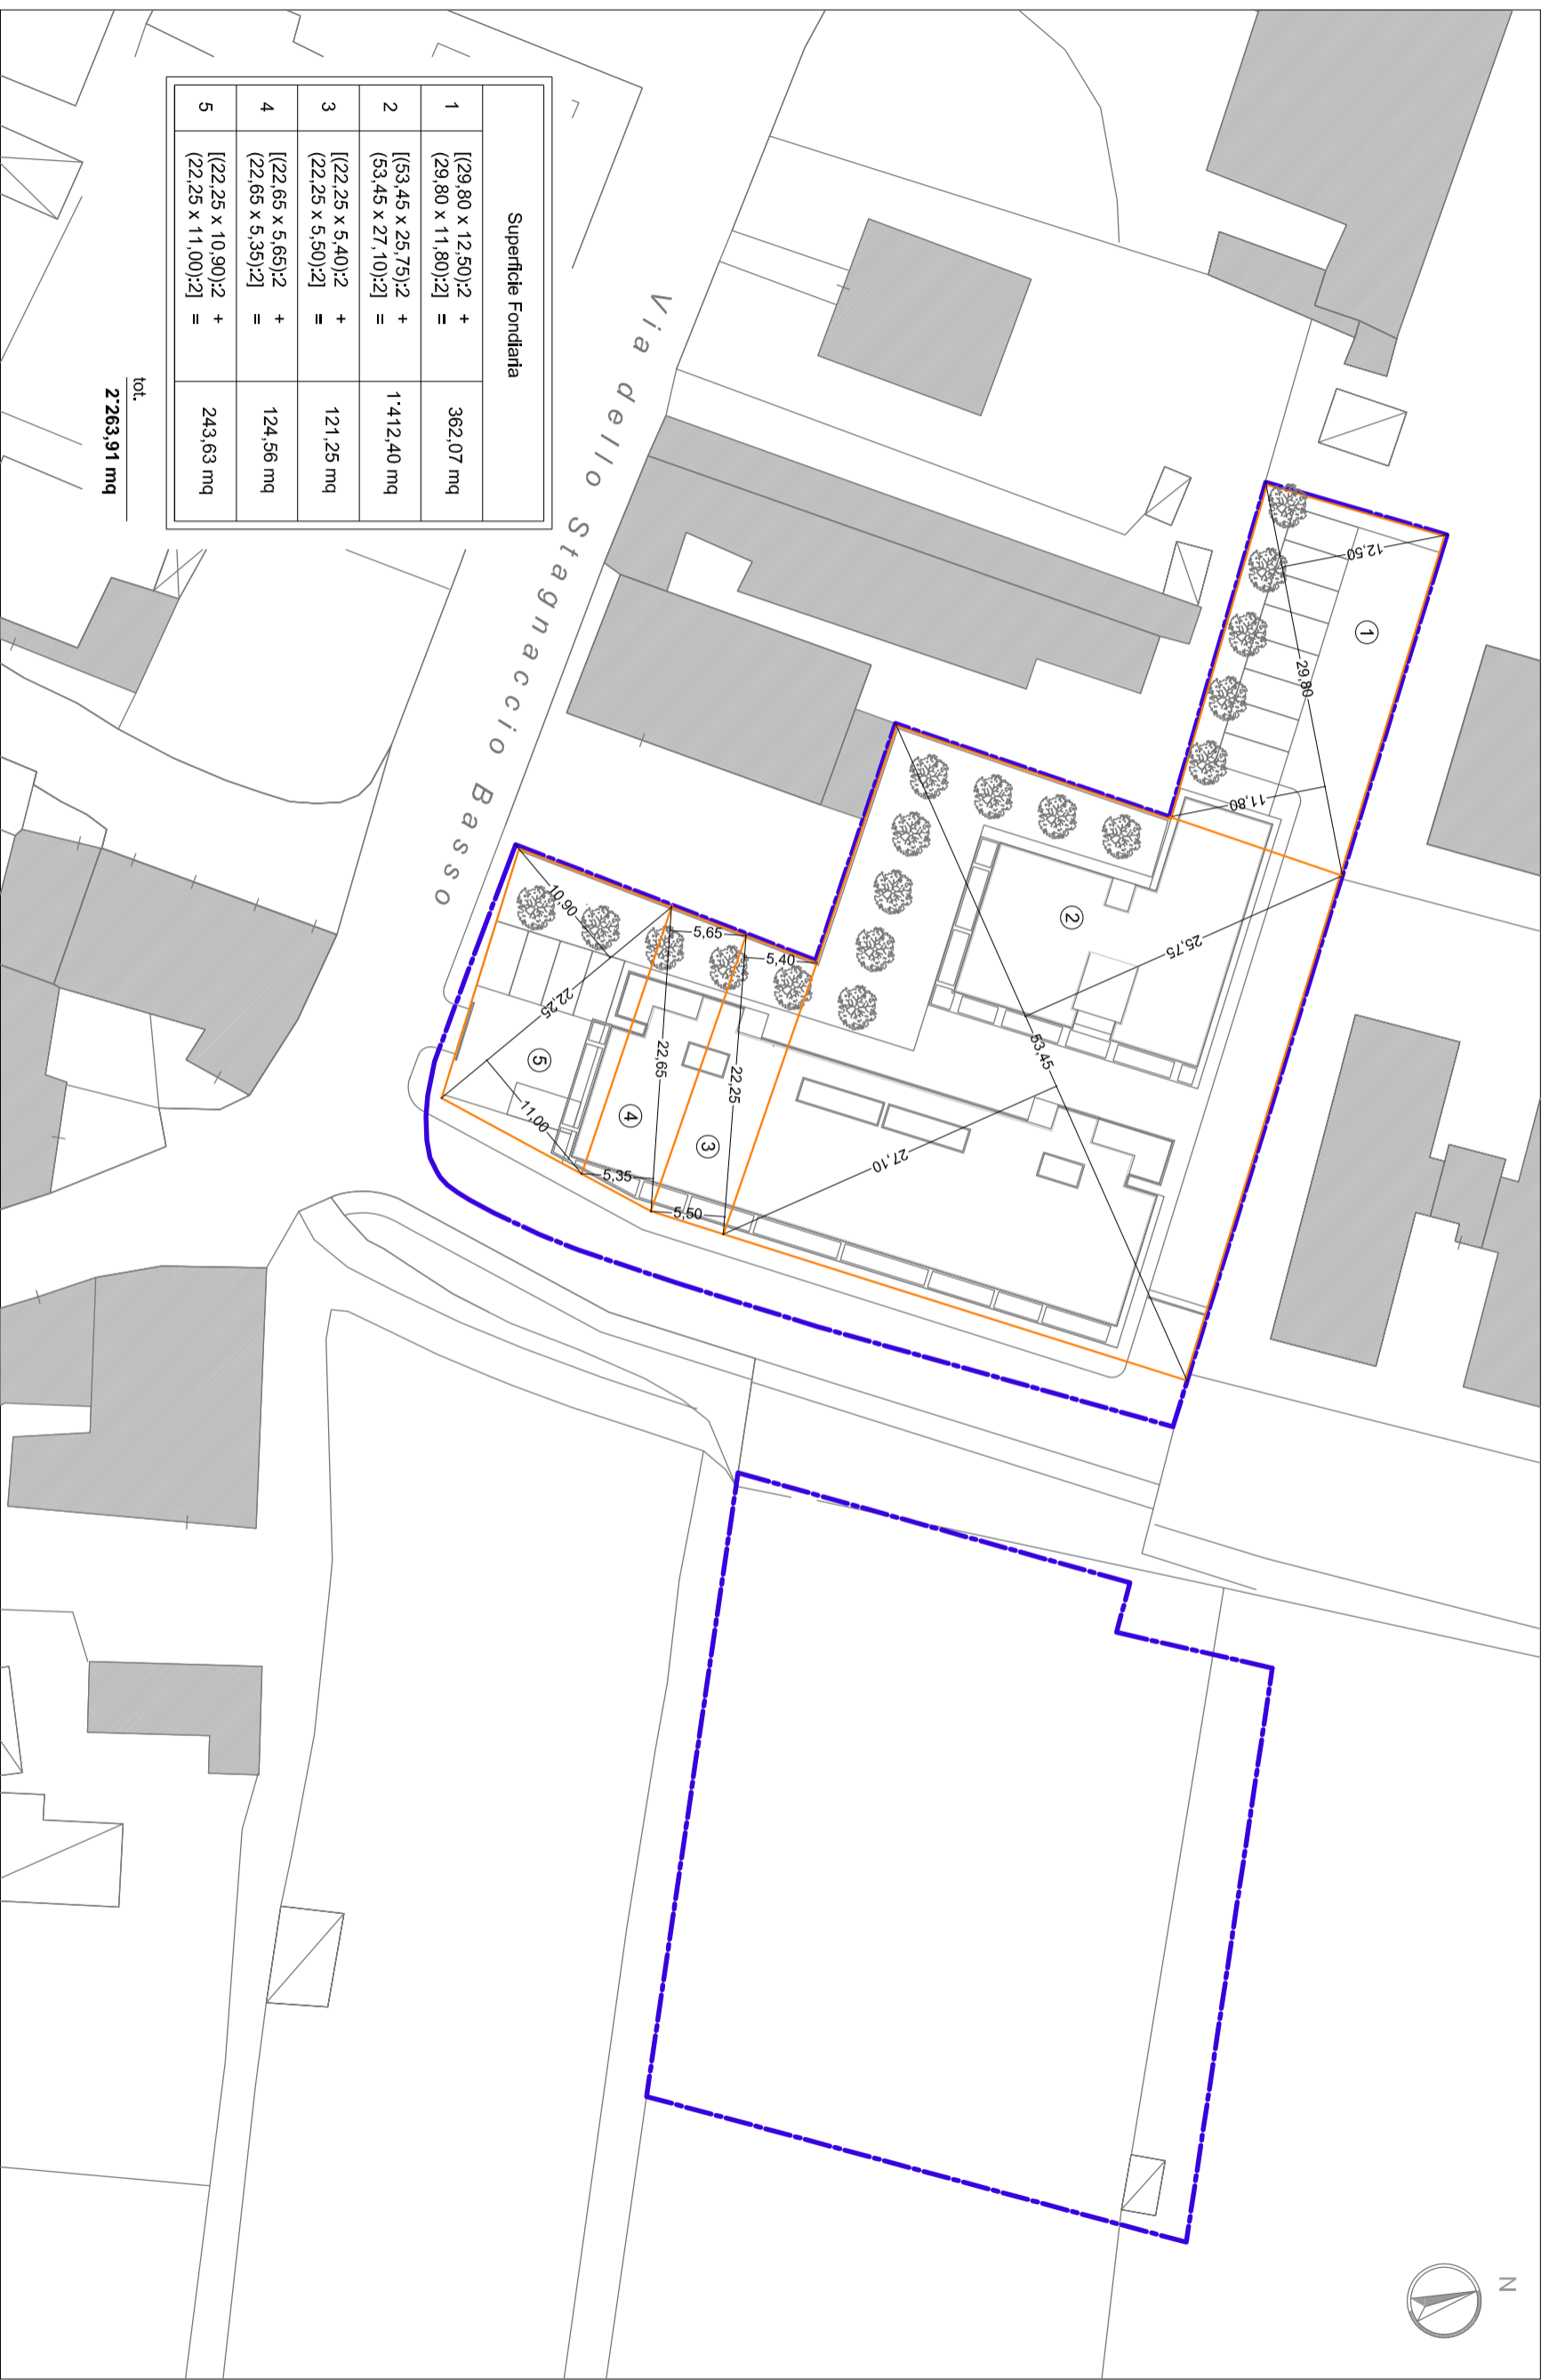 N
Superficie Fondiaria
1 [(29,80 x 12,50):2 +
(29,80 x 11,80):2] = 362,07 mq
2 [(53,45 x 25,75):2 +
(53,45 x 27,10):2] = 1'412,40 mq
3 [(22,25 x 5,40):2 +
(22,25 x 5,50):2] = 121,25 mq
4 [(22,65 x 5,65):2 +
(22,65 x 5,35):2] = 124,56 mq
5 [(22,25 x 10,90):2 +
(22,25 x 11,00):2] = 243,63 mq
tot.
2'263,91 mq
Via dello Stagnaccio Basso
1
12,50
29,80
11,80
2
25,75
53,45
27,10
5,40
5,65
22,25
22,65
3
4
5,50
5,35
10,90
22,25
5
11,00